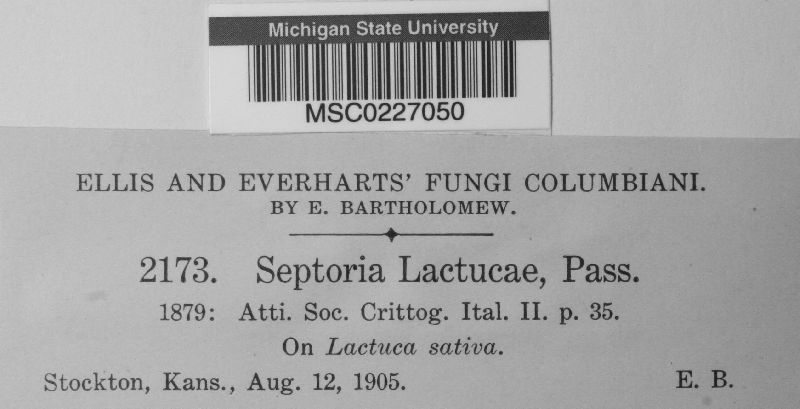 Michigan State University
MSC0227050
ELLIS AND EVERHARTS' FUNGI COLUMBIANI.
BY E. BARTHOLOMEW.
2173. Septoria Lactucae, Pass.
1879: Atti. Soc. Crittog. Ital. II. p. 35.
On Lactuca sativa.
Stockton, Kans., Aug. 12, 1905. E. B.